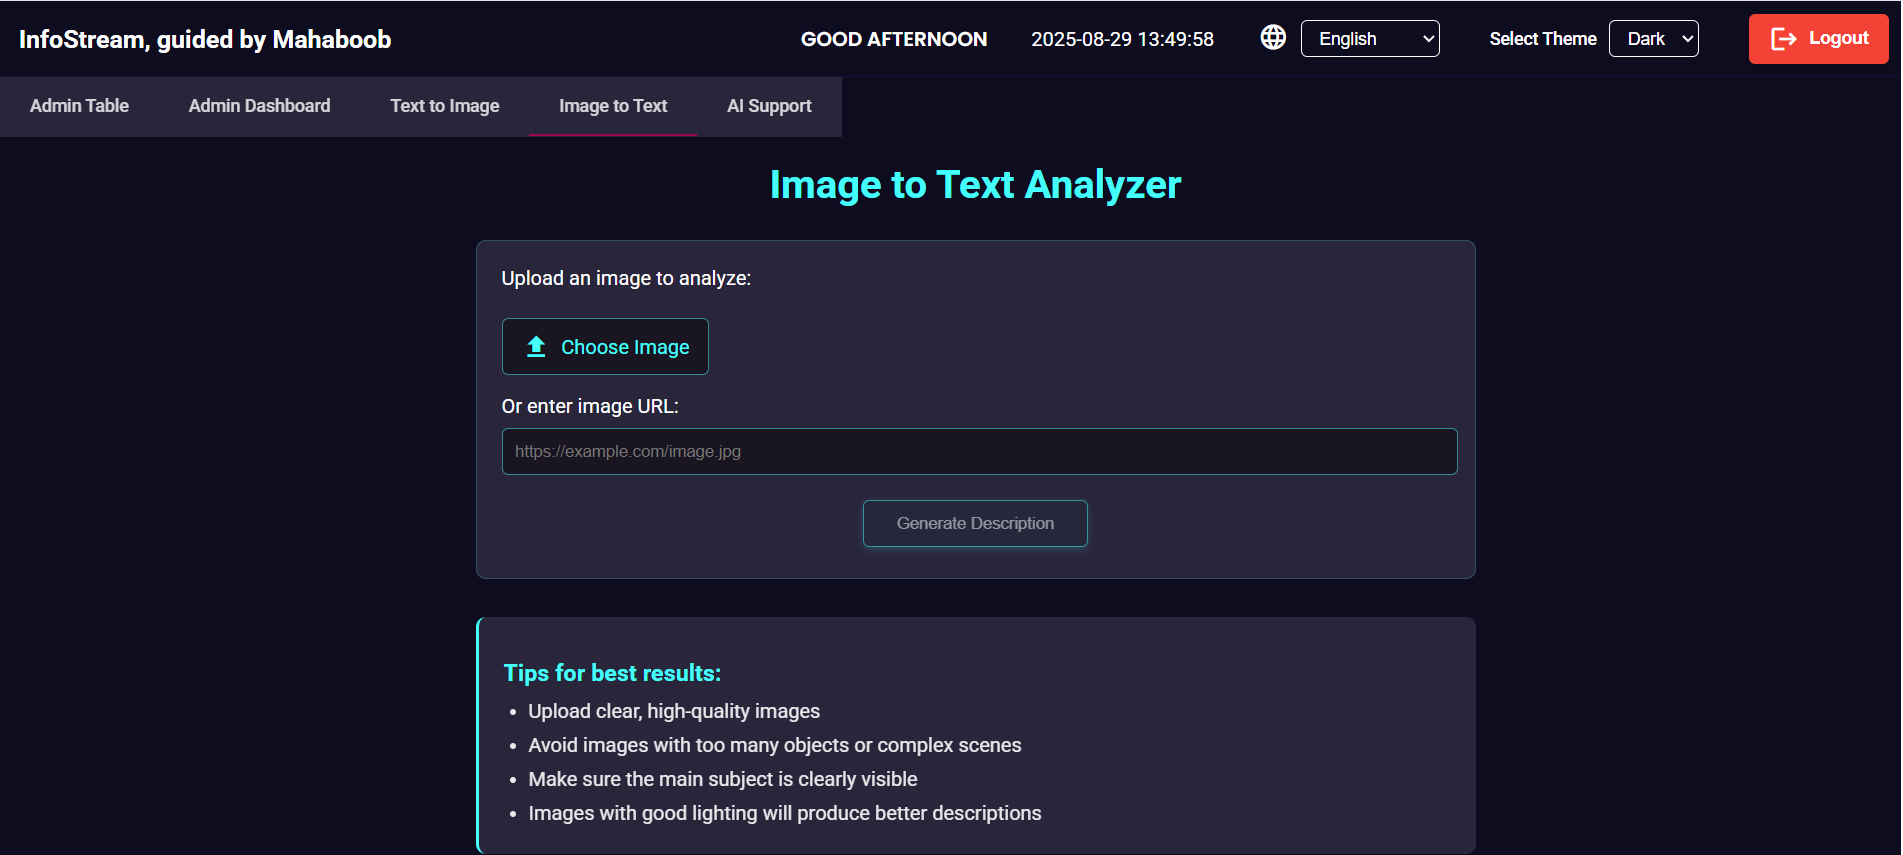 InfoStream, guided by Mahaboob GOOD AFTERNOON 2025-08-29 13:49:58 English Select Theme Dark Logout
Admin Table Admin Dashboard Text to Image Image to Text AI Support
Image to Text Analyzer
Upload an image to analyze:
Choose Image
Or enter image URL:
https://example.com/image.jpg
Generate Description
Tips for best results:
• Upload clear, high-quality images
• Avoid images with too many objects or complex scenes
• Make sure the main subject is clearly visible
• Images with good lighting will produce better descriptions